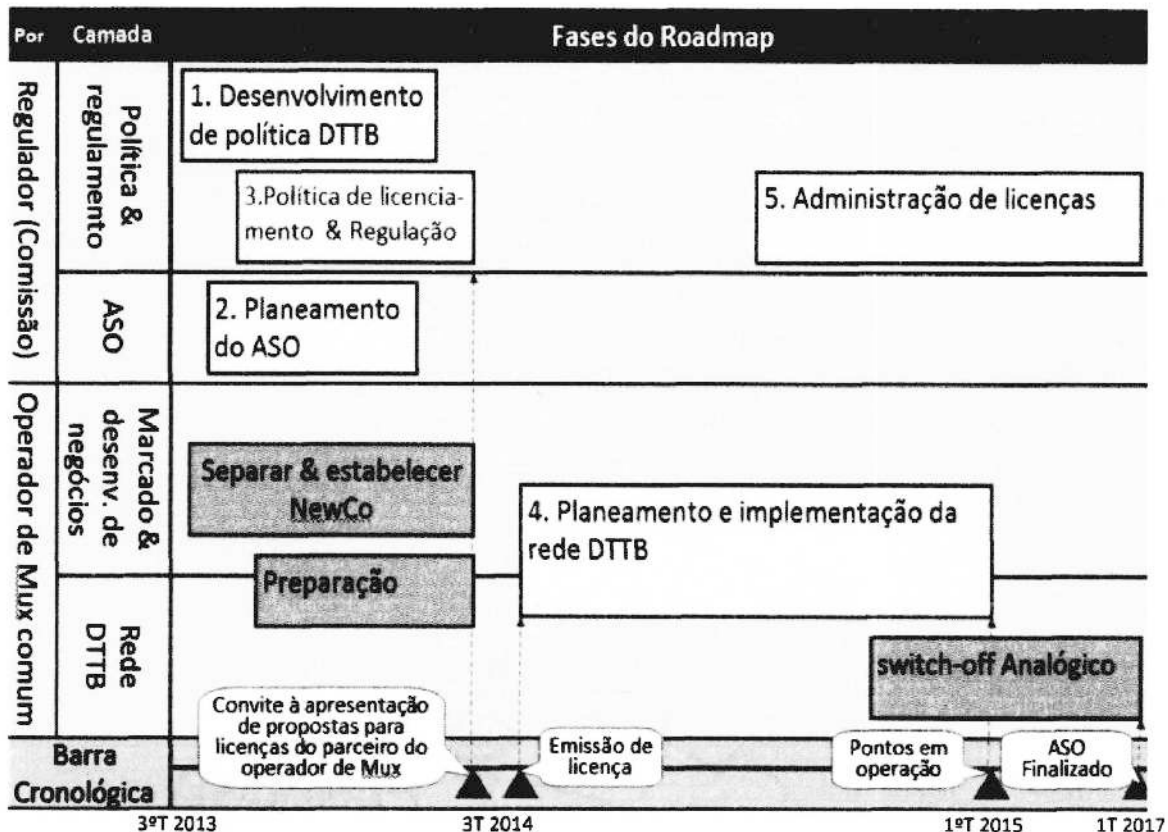 Por Camada Fases do Roadmap
Regulador (Comissão)
Política &
regulamento
1. Desenvolvimento
de política DTTB
3.Política de licencia-
mento & Regulação
5. Administração de licenças
ASO
2. Planeamento
do ASO
Operador de Mux comum
Marcado &
desenv. de
negócios
Separar & estabelecer
NewCo
4. Planeamento e implementação da
rede DTTB
Preparação
Rede
DTTB
switch-off Analógico
Barra
Cronológica
Convite à apresentação
de propostas para
licenças do parceiro do
operador de Mux
Emissão de
licença
Pontos em
operação
ASO
Finalizado
3ºT 2013 3T 2014 1ºT 2015 1T 2017